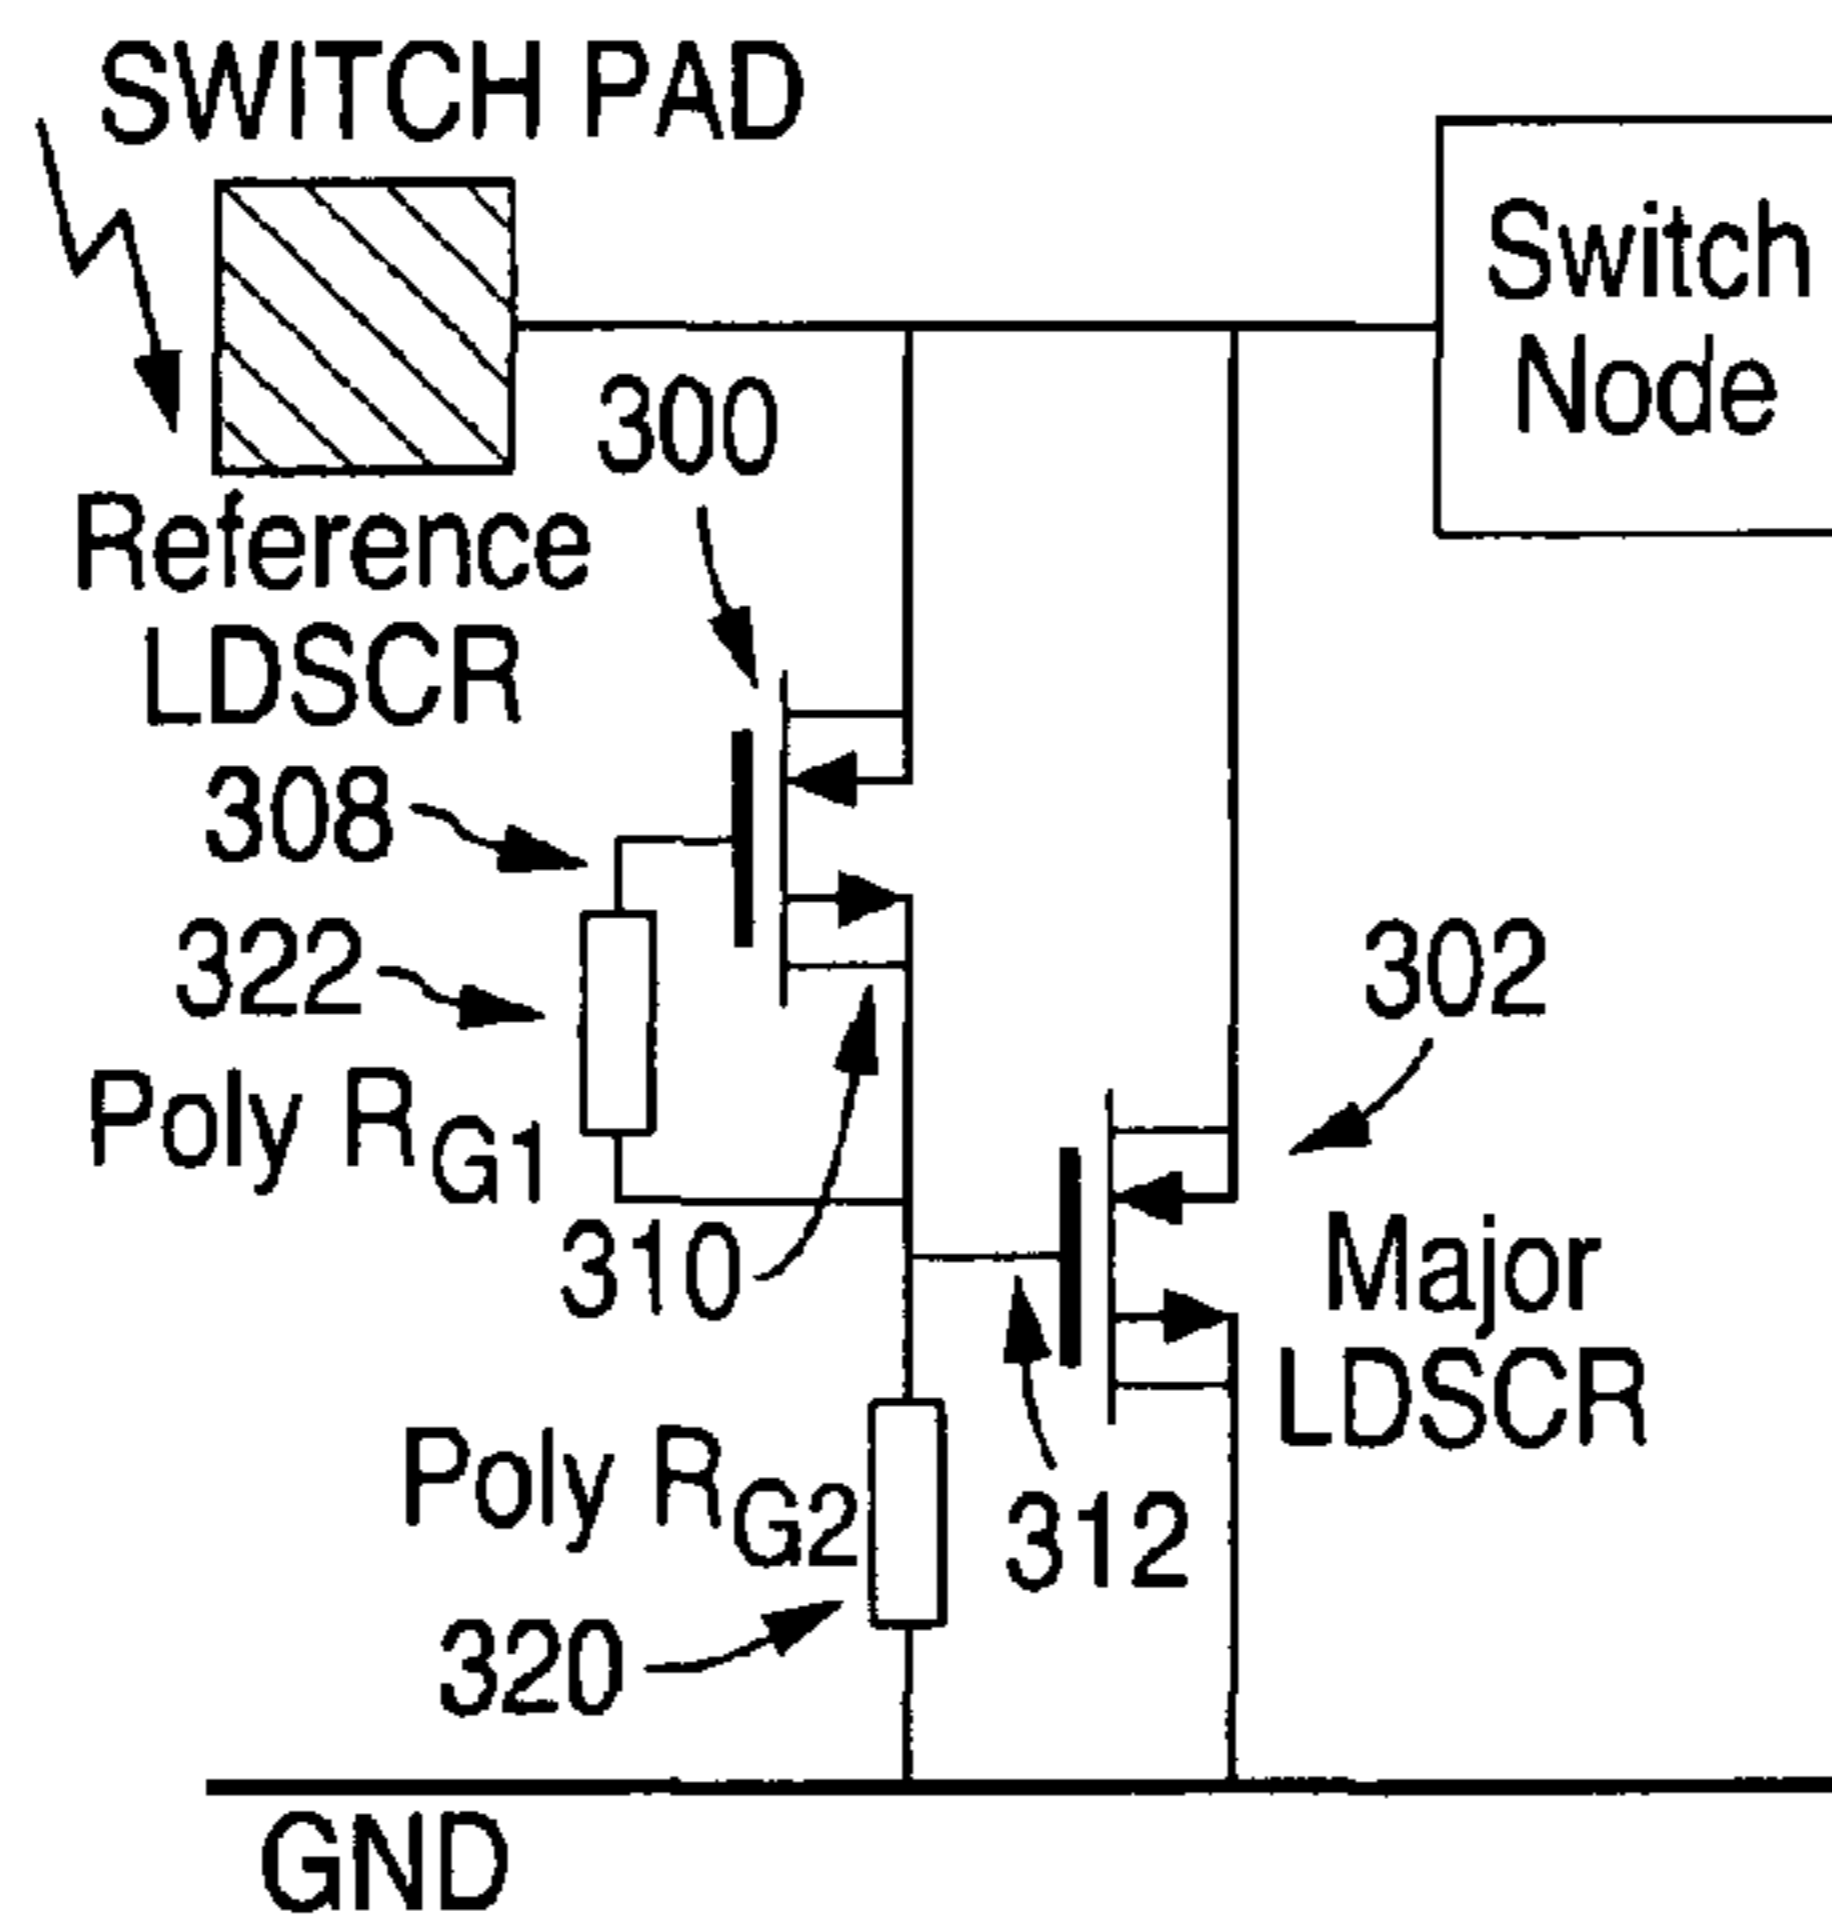 SWITCH PAD
Switch
Node
300
Reference
LDSCR
308
322
Poly RG1
302
310
Major
LDSCR
Poly RG2
312
320
GND